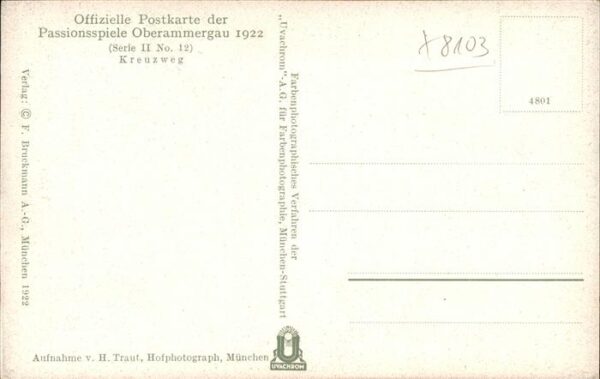 Offizielle Postkarte der
Passionsspiele Oberammergau 1922
(Serie II No. 12)
Kreuzweg
Verlag: © F. Bruckmann A.-G., München 1922
Aufnahme v. H. Traut, Hofphotograph, München
Farbenphotographisches Verfahren der
„Uvachrom"-A.G. für Farbenphotographie, München-Stuttgart
U
UVACHROM
8103
4801